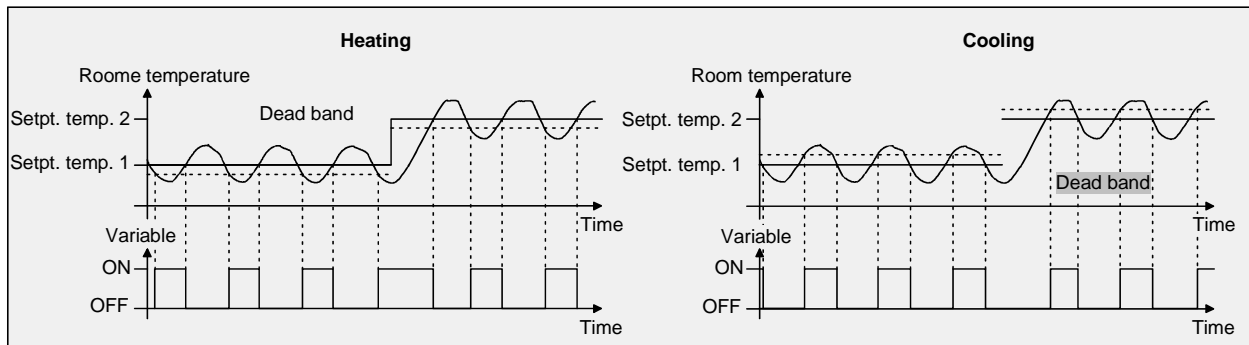 Heating
Roome temperature
Dead band
Setpt. temp. 2
Setpt. temp. 1
Time
Variable
ON
OFF
Time
Cooling
Room temperature
Setpt. temp. 2
Setpt. temp. 1
Dead band
Time
Variable
ON
OFF
Time